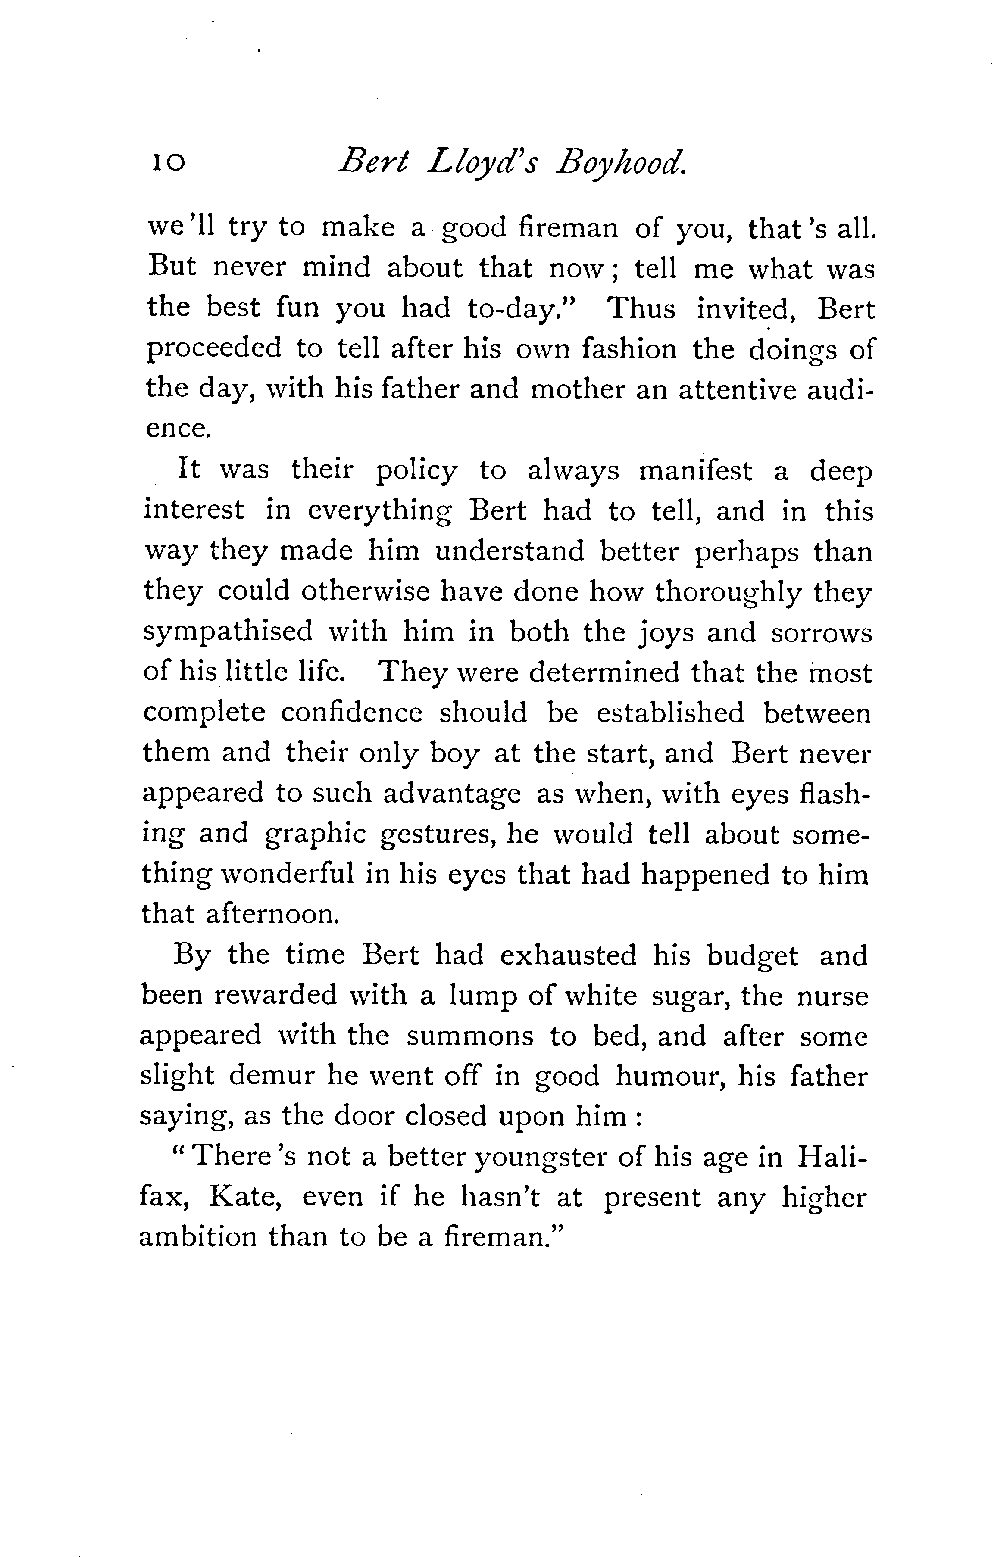 10 Bert Lloyd's Boyhood.
we'll try to make a good fireman of you, that's all.
But never mind about that now; tell me what was
the best fun you had to-day." Thus invited, Bert
proceeded to tell after his own fashion the doings of
the day, with his father and mother an attentive audi-
ence.
It was their policy to always manifest a deep
interest in everything Bert had to tell, and in this
way they made him understand better perhaps than
they could otherwise have done how thoroughly they
sympathised with him in both the joys and sorrows
of his little life. They were determined that the most
complete confidence should be established between
them and their only boy at the start, and Bert never
appeared to such advantage as when, with eyes flash-
ing and graphic gestures, he would tell about some-
thing wonderful in his eyes that had happened to him
that afternoon.
By the time Bert had exhausted his budget and
been rewarded with a lump of white sugar, the nurse
appeared with the summons to bed, and after some
slight demur he went off in good humour, his father
saying, as the door closed upon him :
"There's not a better youngster of his age in Hali-
fax, Kate, even if he hasn't at present any higher
ambition than to be a fireman."